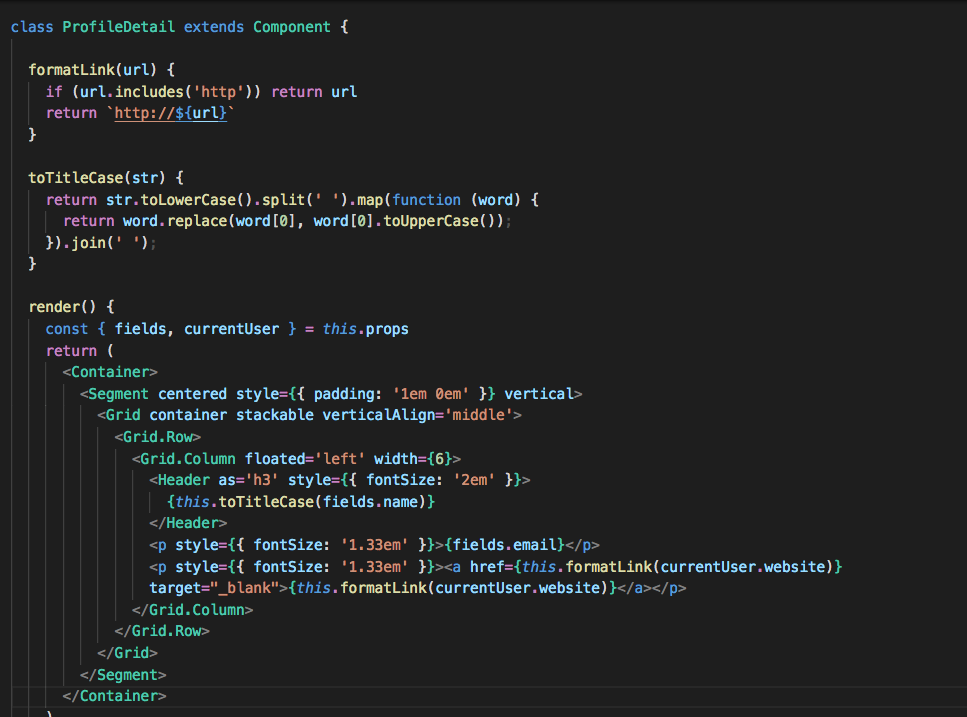 class ProfileDetail extends Component {
formatLink(url) {
if (url.includes('http')) return url
return `http://${url}`
}
toTitleCase(str) {
return str.toLowerCase().split(' ').map(function (word) {
return word.replace(word[0], word[0].toUpperCase());
}).join(' ');
}
render() {
const { fields, currentUser } = this.props
return (
<Container>
<Segment centered style={{ padding: '1em 0em' }} vertical>
<Grid container stackable verticalAlign='middle'>
<Grid.Row>
<Grid.Column floated='left' width={6}>
<Header as='h3' style={{ fontSize: '2em' }}>
{this.toTitleCase(fields.name)}
</Header>
<p style={{ fontSize: '1.33em' }}>{fields.email}</p>
<p style={{ fontSize: '1.33em' }}><a href={this.formatLink(currentUser.website)}
target="_blank">{this.formatLink(currentUser.website)}</a></p>
</Grid.Column>
</Grid.Row>
</Grid>
</Segment>
</Container>
)